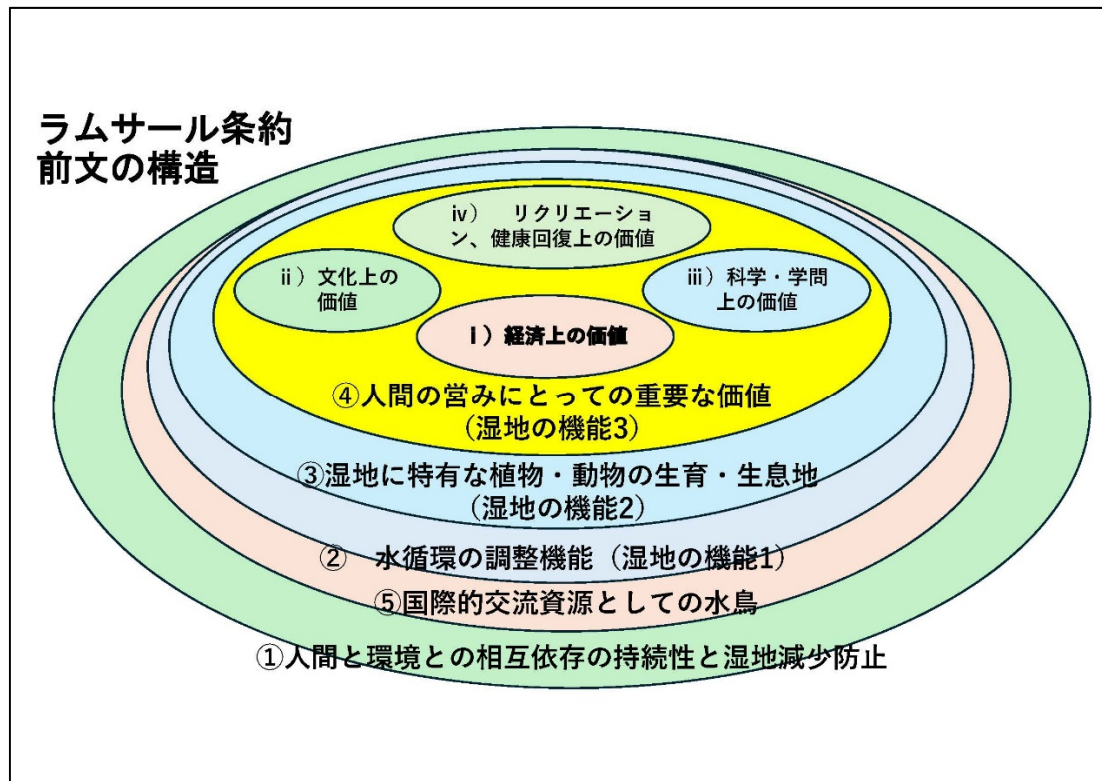 ラムサール条約
前文の構造
ⅳ）　リクリエーショ
ン、健康回復上の価値
ⅱ）文化上の
価値
ⅲ）科学・学問
上の価値
Ⅰ）経済上の価値
④人間の営みにとっての重要な価値
（湿地の機能3）
③湿地に特有な植物・動物の生育・生息地
（湿地の機能2）
②　水循環の調整機能（湿地の機能1）
⑤国際的交流資源としての水鳥
①人間と環境との相互依存の持続性と湿地減少防止